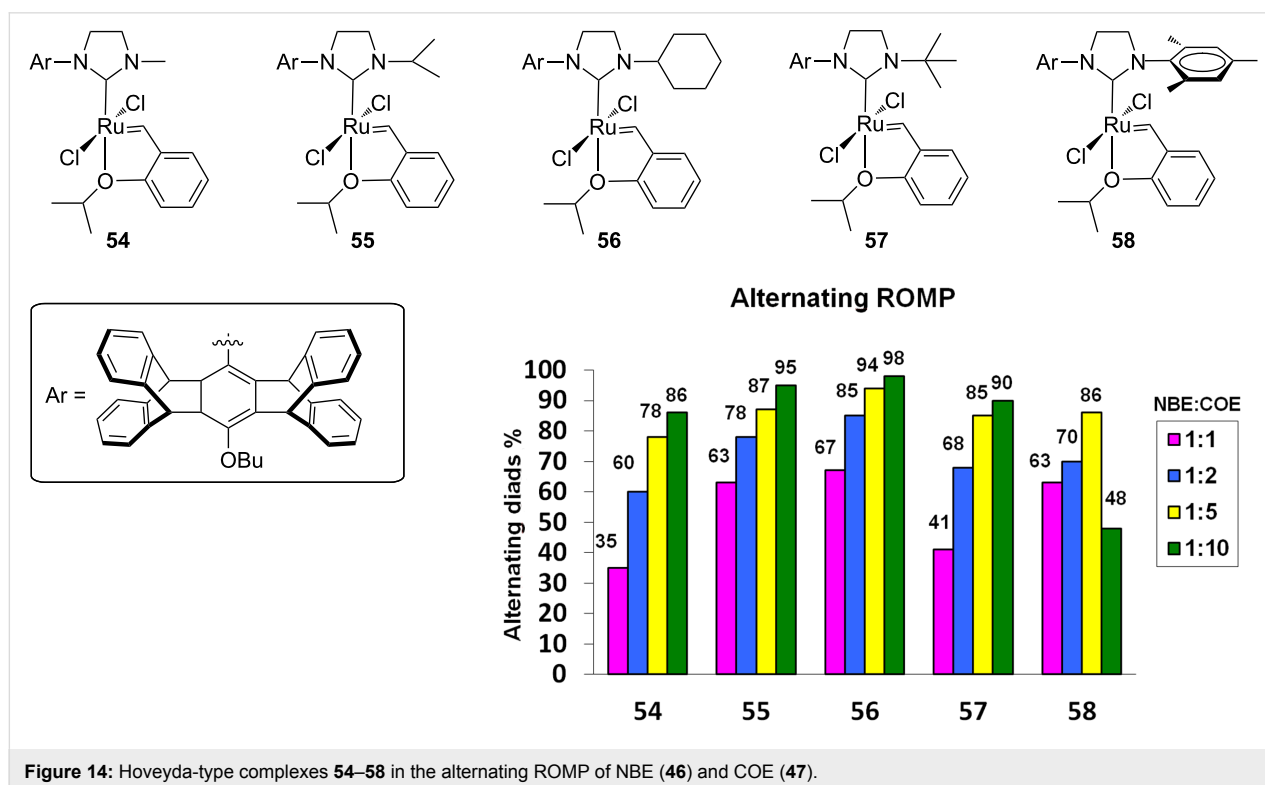 Ar N N
Cl
Ru
Cl
O
54
Ar N N
Cl
Ru
Cl
O
55
Ar N N
Cl
Ru
Cl
O
56
Ar N N
Cl
Ru
Cl
O
57
Ar N N
Cl
Ru
Cl
O
58
Ar =
OBu
Alternating ROMP
Alternating diads %
100
90
80
70
60
50
40
30
20
10
0
35 60 78 86
63 78 87 95
67 85 94 98
41 68 85 90
63 70 86 48
54 55 56 57 58
NBE:COE
1:1
1:2
1:5
1:10
Figure 14: Hoveyda-type complexes 54–58 in the alternating ROMP of NBE (46) and COE (47).